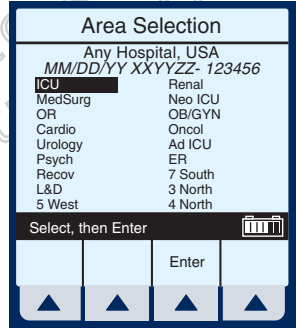 Area Selection
Any Hospital, USA
MM/DD/YY XXYYZZ- 123456
ICU Renal
MedSurg Neo ICU
OR OB/GYN
Cardio Oncol
Urology Ad ICU
Psych ER
Recov 7 South
L&D 3 North
5 West 4 North
Select, then Enter
Enter